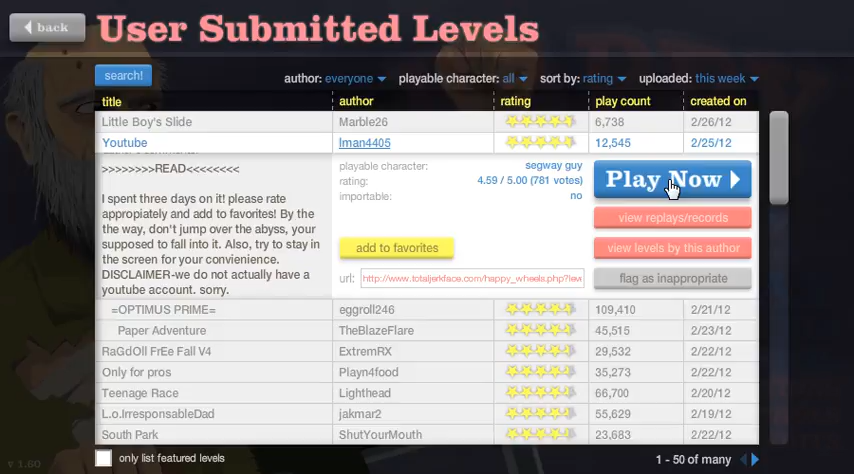 back
User Submitted Levels
search!
author: everyone playable character: all sort by: rating uploaded: this week
title author rating play count created on
Little Boy's Slide Marble26 6,738 2/26/12
Youtube lman4405 12,545 2/25/12
>>>>>>>>READ<<<<<<<<
I spent three days on it! please rate
appropiately and add to favorites! By the
the way, don't jump over the abyss, your
supposed to fall into it. Also, try to stay in
the screen for your convienience.
DISCLAIMER-we do not actually have a
youtube account. sorry.
playable character: segway guy
rating: 4.59 / 5.00 (781 votes)
importable: no
add to favorites
url: http://www.totaljerkface.com/happy_wheels.php?lev
Play Now
view replays/records
view levels by this author
flag as inappropriate
=OPTIMUS PRIME= eggroll246 109,410 2/21/12
Paper Adventure TheBlazeFlare 45,515 2/23/12
RaGdOll FrEe Fall V4 ExtremRX 29,532 2/22/12
Only for pros Playn4food 35,273 2/22/12
Teenage Race Lighthead 66,700 2/20/12
L.o.IrresponsableDad jakmar2 55,629 2/19/12
South Park ShutYourMouth 23,683 2/22/12
only list featured levels
1 - 50 of many
v 1.60